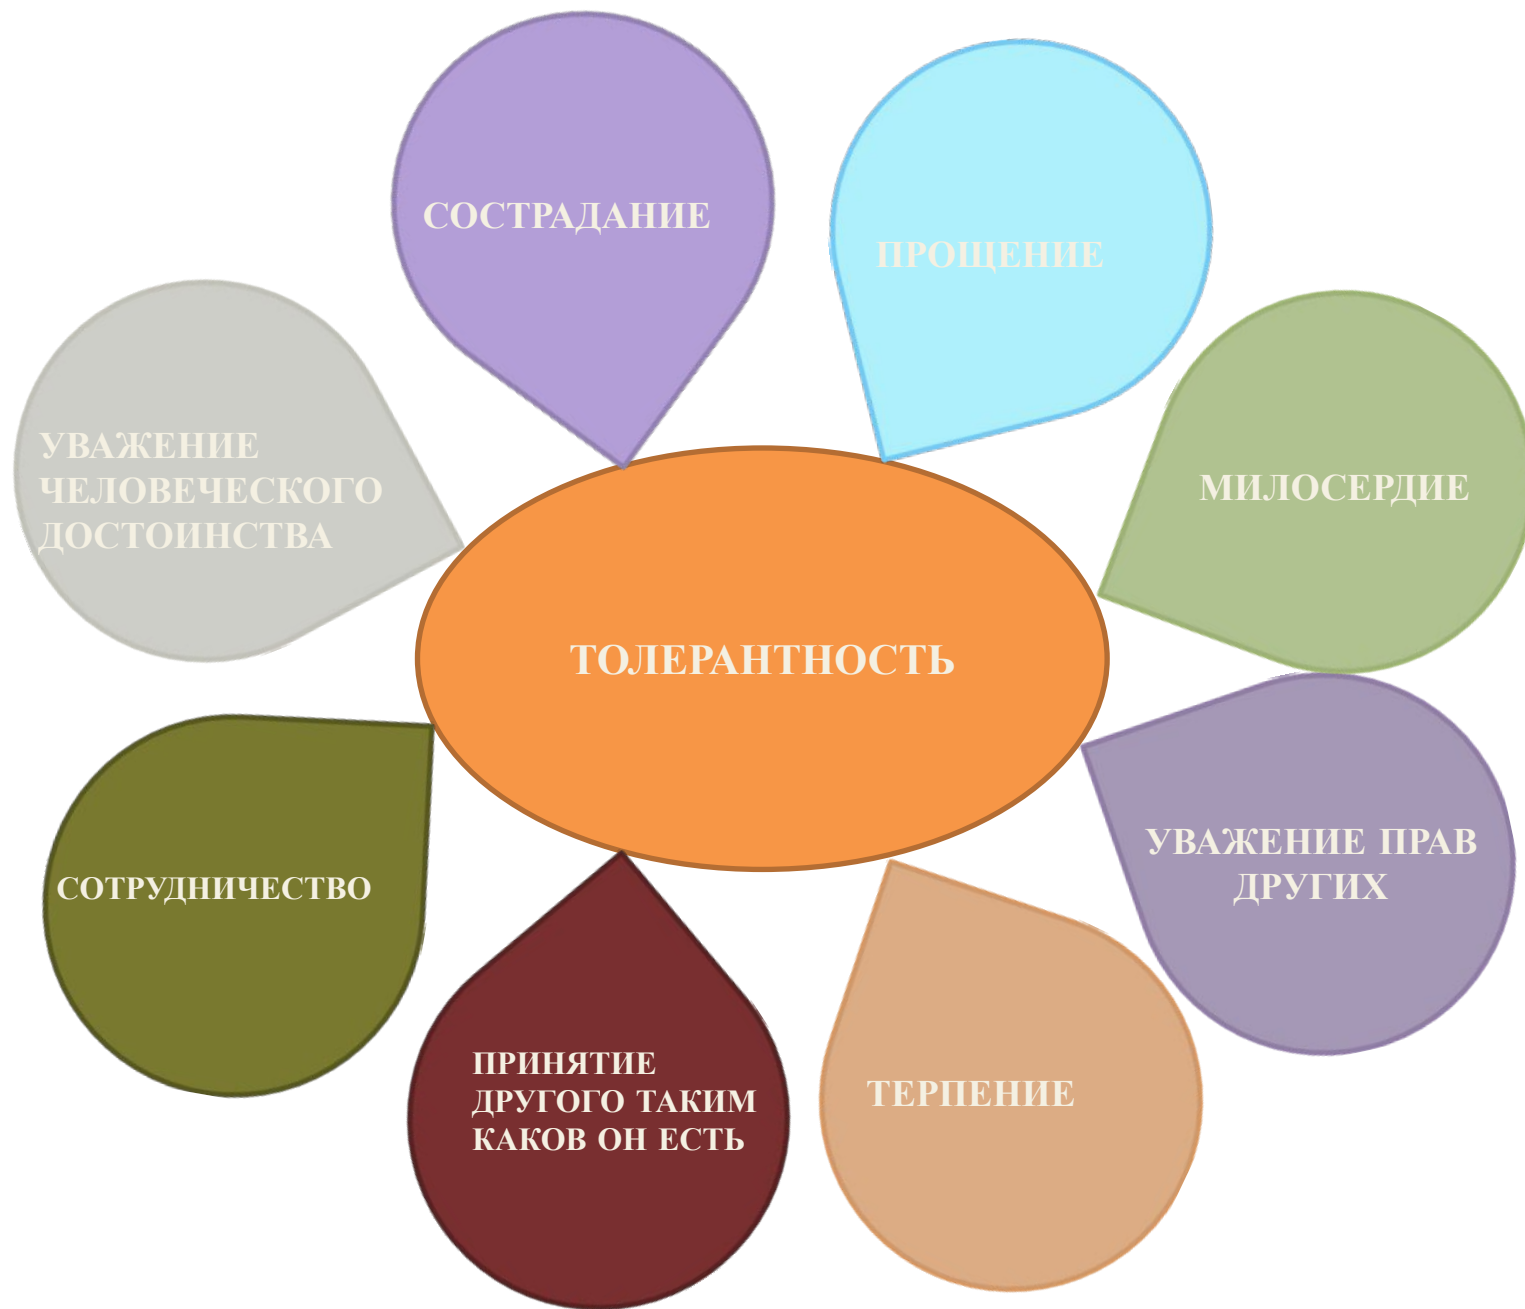 СОСТРАДАНИЕ
ПРОЩЕНИЕ
УВАЖЕНИЕ
ЧЕЛОВЕЧЕСКОГО
ДОСТОИНСТВА
МИЛОСЕРДИЕ
ТОЛЕРАНТНОСТЬ
УВАЖЕНИЕ ПРАВ
ДРУГИХ
СОТРУДНИЧЕСТВО
ПРИНЯТИЕ
ДРУГОГО ТАКИМ
КАКОВ ОН ЕСТЬ
ТЕРПЕНИЕ